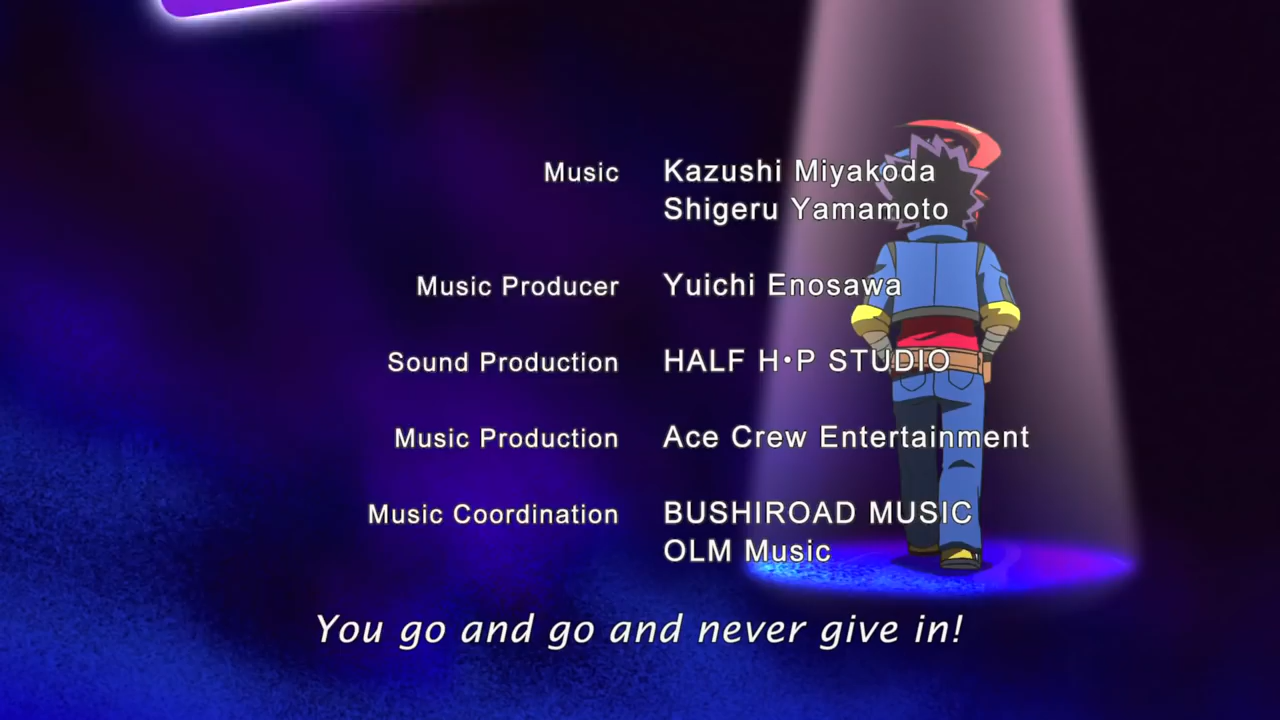 Music Kazushi Miyakoda
Shigeru Yamamoto
Music Producer Yuichi Enosawa
Sound Production HALF H・P STUDIO
Music Production Ace Crew Entertainment
Music Coordination BUSHIROAD MUSIC
OLM Music
You go and go and never give in!